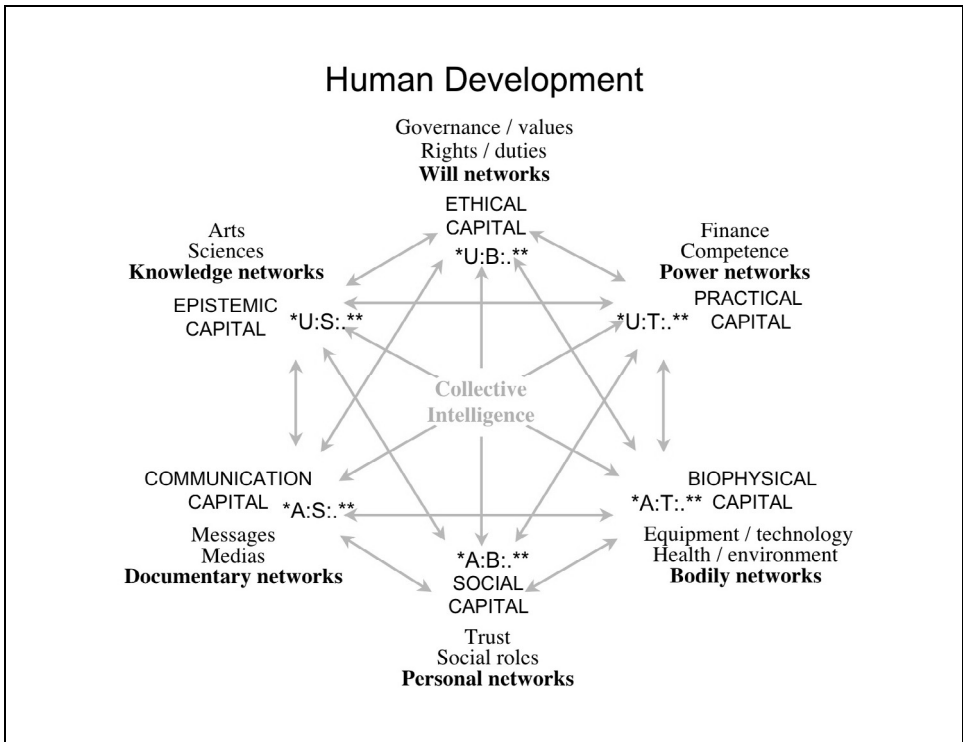 Human Development
Governance / values
Rights / duties
Will networks
ETHICAL
CAPITAL
*U:B:.**
Arts
Sciences
Knowledge networks
EPISTEMIC
CAPITAL
*U:S:.**
Finance
Competence
Power networks
PRACTICAL
CAPITAL
*U:T:.**
Collective
Intelligence
COMMUNICATION
CAPITAL
*A:S:.**
Messages
Medias
Documentary networks
BIOPHYSICAL
CAPITAL
*A:T:.**
Equipment / technology
Health / environment
Bodily networks
*A:B:.**
SOCIAL
CAPITAL
Trust
Social roles
Personal networks